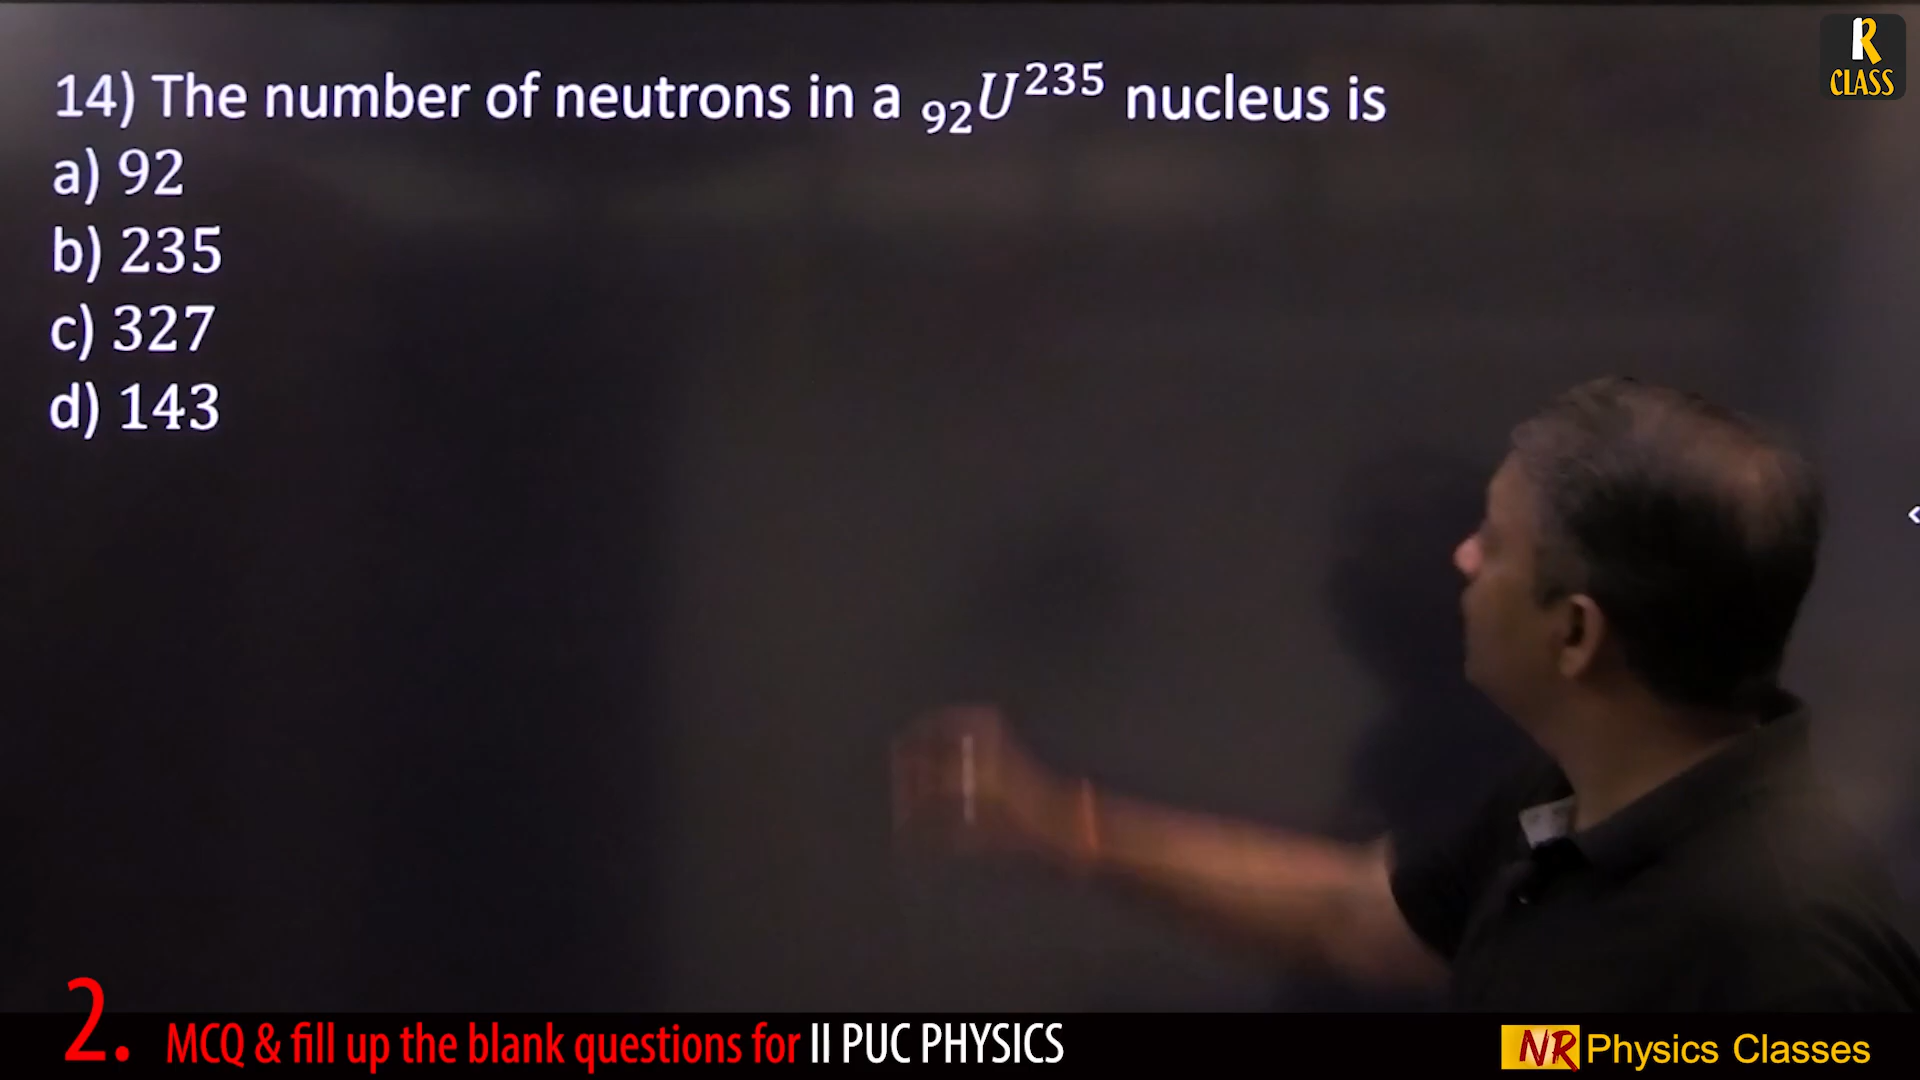 R
CLASS
14) The number of neutrons in a ₉₂U²³⁵ nucleus is
a) 92
b) 235
c) 327
d) 143
<
2. MCQ & fill up the blank questions for II PUC PHYSICS
NR Physics Classes